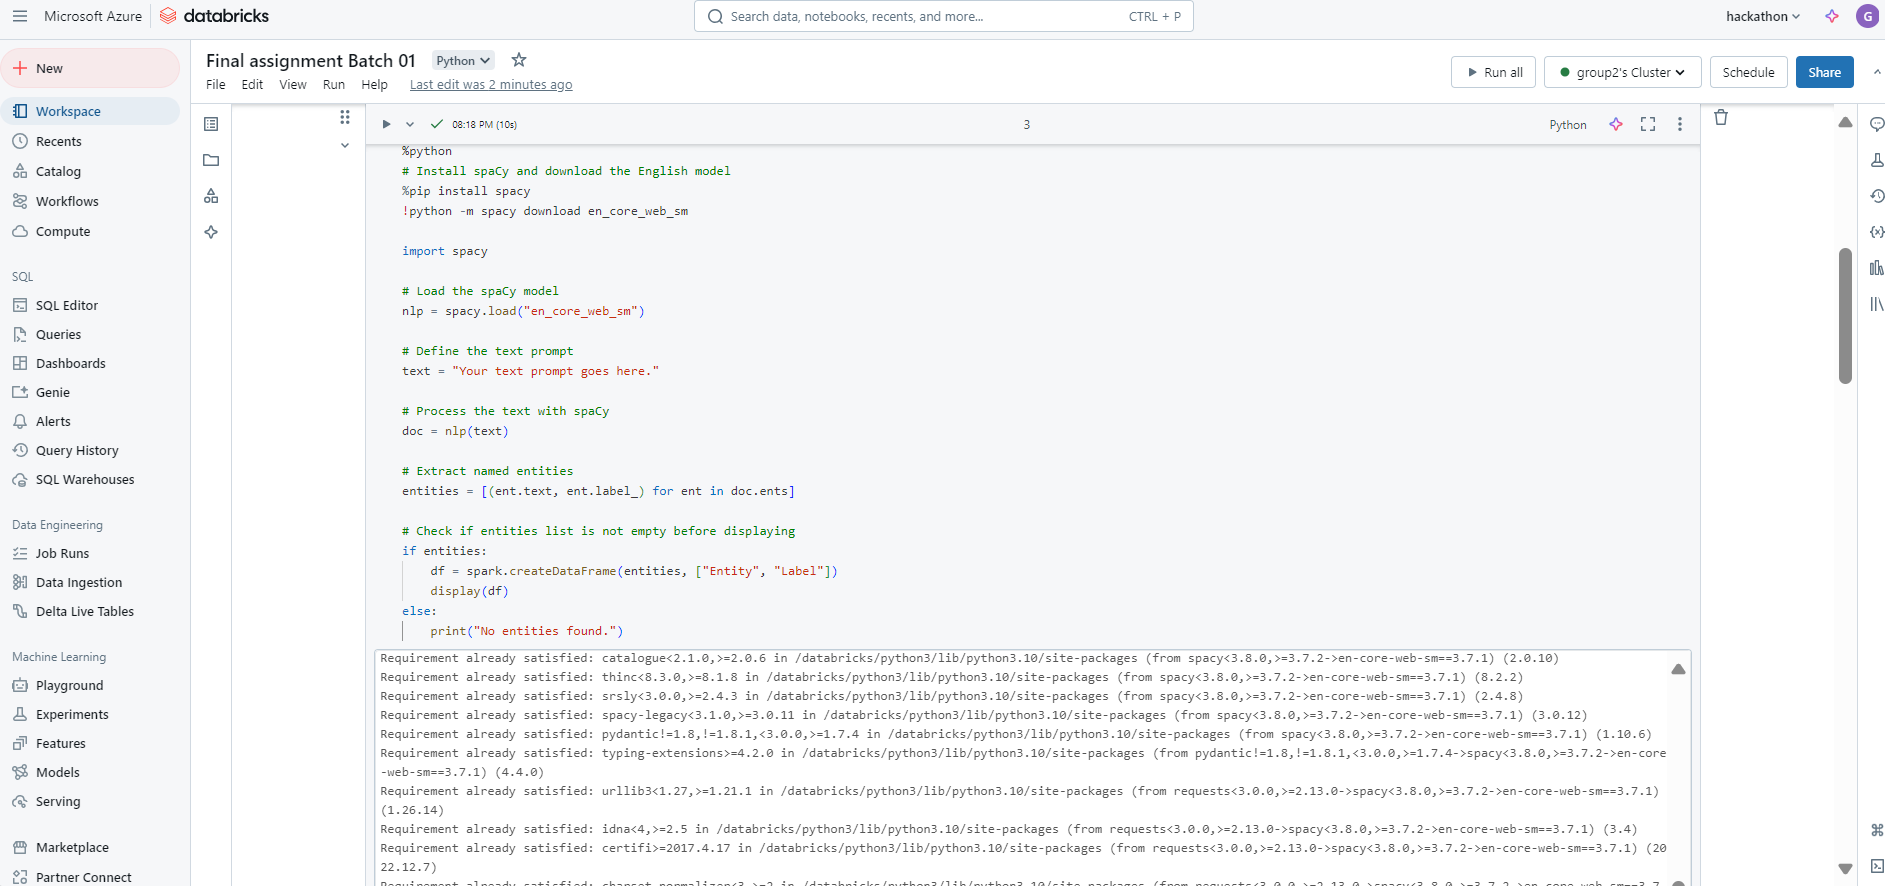 Microsoft Azure
databricks
Search data, notebooks, recents, and more...
CTRL + P
hackathon
G
New
Workspace
Recents
Catalog
Workflows
Compute
SQL
SQL Editor
Queries
Dashboards
Genie
Alerts
Query History
SQL Warehouses
Data Engineering
Job Runs
Data Ingestion
Delta Live Tables
Machine Learning
Playground
Experiments
Features
Models
Serving
Marketplace
Partner Connect
Final assignment Batch 01
Python
File Edit View Run Help Last edit was 2 minutes ago
Run all
group2's Cluster
Schedule
Share
08:18 PM (10s)
3
Python
%python
# Install spaCy and download the English model
%pip install spacy
!python -m spacy download en_core_web_sm
import spacy
# Load the spaCy model
nlp = spacy.load("en_core_web_sm")
# Define the text prompt
text = "Your text prompt goes here."
# Process the text with spaCy
doc = nlp(text)
# Extract named entities
entities = [(ent.text, ent.label_) for ent in doc.ents]
# Check if entities list is not empty before displaying
if entities:
df = spark.createDataFrame(entities, ["Entity", "Label"])
display(df)
else:
print("No entities found.")
Requirement already satisfied: catalogue<2.1.0,>=2.0.6 in /databricks/python3/lib/python3.10/site-packages (from spacy<3.8.0,>=3.7.2->en-core-web-sm==3.7.1) (2.0.10)
Requirement already satisfied: thinc<8.3.0,>=8.1.8 in /databricks/python3/lib/python3.10/site-packages (from spacy<3.8.0,>=3.7.2->en-core-web-sm==3.7.1) (8.2.2)
Requirement already satisfied: srsly<3.0.0,>=2.4.3 in /databricks/python3/lib/python3.10/site-packages (from spacy<3.8.0,>=3.7.2->en-core-web-sm==3.7.1) (2.4.8)
Requirement already satisfied: spacy-legacy<3.1.0,>=3.0.11 in /databricks/python3/lib/python3.10/site-packages (from spacy<3.8.0,>=3.7.2->en-core-web-sm==3.7.1) (3.0.12)
Requirement already satisfied: pydantic!=1.8,!=1.8.1,<3.0.0,>=1.7.4 in /databricks/python3/lib/python3.10/site-packages (from spacy<3.8.0,>=3.7.2->en-core-web-sm==3.7.1) (1.10.6)
Requirement already satisfied: typing-extensions>=4.2.0 in /databricks/python3/lib/python3.10/site-packages (from pydantic!=1.8,!=1.8.1,<3.0.0,>=1.7.4->spacy<3.8.0,>=3.7.2->en-core
-web-sm==3.7.1) (4.4.0)
Requirement already satisfied: urllib3<1.27,>=1.21.1 in /databricks/python3/lib/python3.10/site-packages (from requests<3.0.0,>=2.13.0->spacy<3.8.0,>=3.7.2->en-core-web-sm==3.7.1)
(1.26.14)
Requirement already satisfied: idna<4,>=2.5 in /databricks/python3/lib/python3.10/site-packages (from requests<3.0.0,>=2.13.0->spacy<3.8.0,>=3.7.2->en-core-web-sm==3.7.1) (3.4)
Requirement already satisfied: certifi>=2017.4.17 in /databricks/python3/lib/python3.10/site-packages (from requests<3.0.0,>=2.13.0->spacy<3.8.0,>=3.7.2->en-core-web-sm==3.7.1) (20
22.12.7)